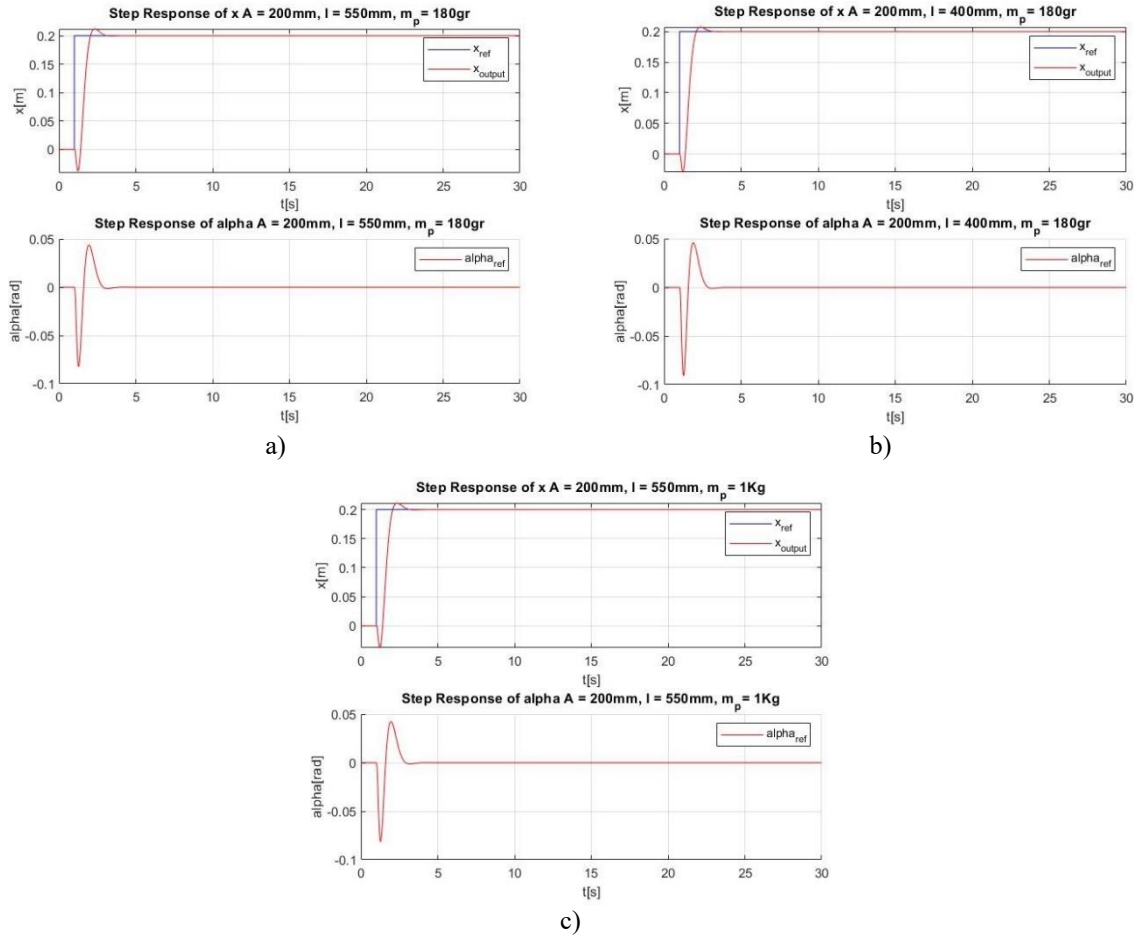 Step Response of x A = 200mm, l = 550mm, m_p = 180gr
0.2
0.15
0.1
0.05
0
x[m]
x_ref
x_output
0 5 10 15 20 25 30
t[s]
Step Response of alpha A = 200mm, l = 550mm, m_p = 180gr
0.05
0
-0.05
-0.1
alpha[rad]
alpha_ref
0 5 10 15 20 25 30
t[s]
a)
Step Response of x A = 200mm, l = 400mm, m_p = 180gr
0.2
0.15
0.1
0.05
0
x[m]
x_ref
x_output
0 5 10 15 20 25 30
t[s]
Step Response of alpha A = 200mm, l = 400mm, m_p = 180gr
0.05
0
-0.05
-0.1
alpha[rad]
alpha_ref
0 5 10 15 20 25 30
t[s]
b)
Step Response of x A = 200mm, l = 550mm, m_p = 1Kg
0.2
0.15
0.1
0.05
0
x[m]
x_ref
x_output
0 5 10 15 20 25 30
t[s]
Step Response of alpha A = 200mm, l = 550mm, m_p = 1Kg
0.05
0
-0.05
-0.1
alpha[rad]
alpha_ref
0 5 10 15 20 25 30
t[s]
c)